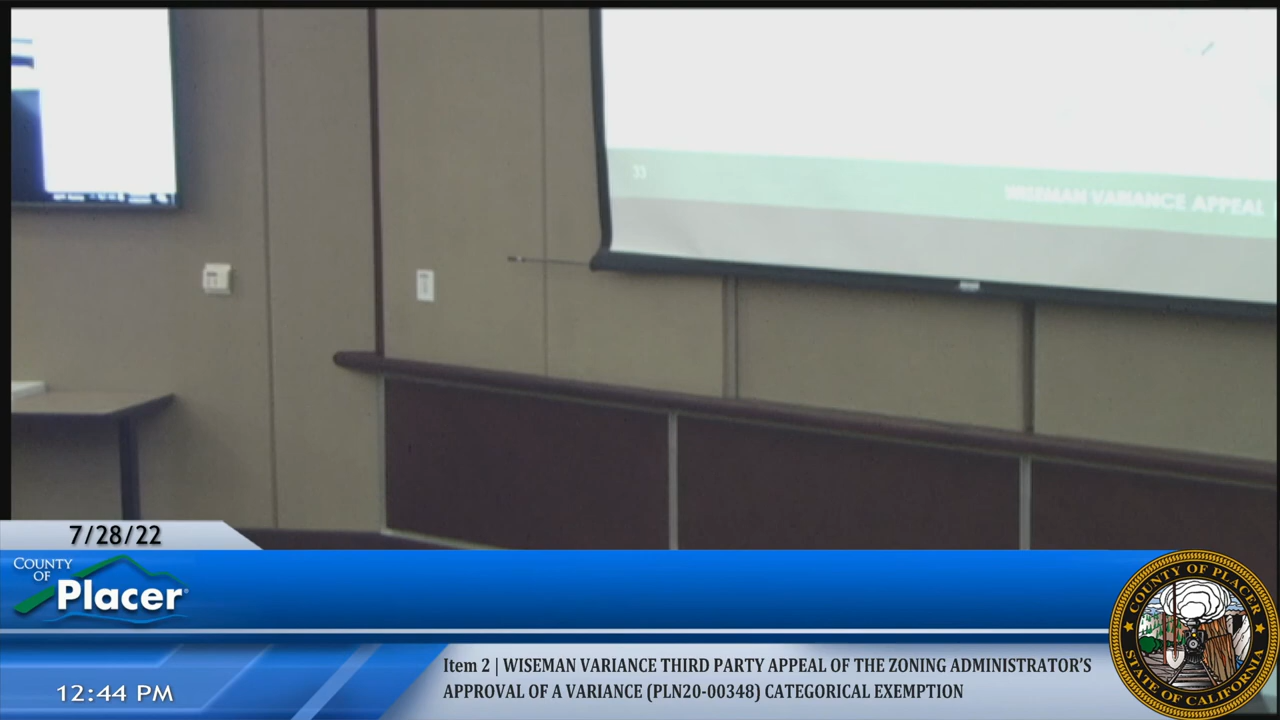 33
WISEMAN VARIANCE APPEAL
7/28/22
COUNTY
OF
Placer
12:44 PM
Item 2 | WISEMAN VARIANCE THIRD PARTY APPEAL OF THE ZONING ADMINISTRATOR'S
APPROVAL OF A VARIANCE (PLN20-00348) CATEGORICAL EXEMPTION
COUNTY OF PLACER
STATE OF CALIFORNIA